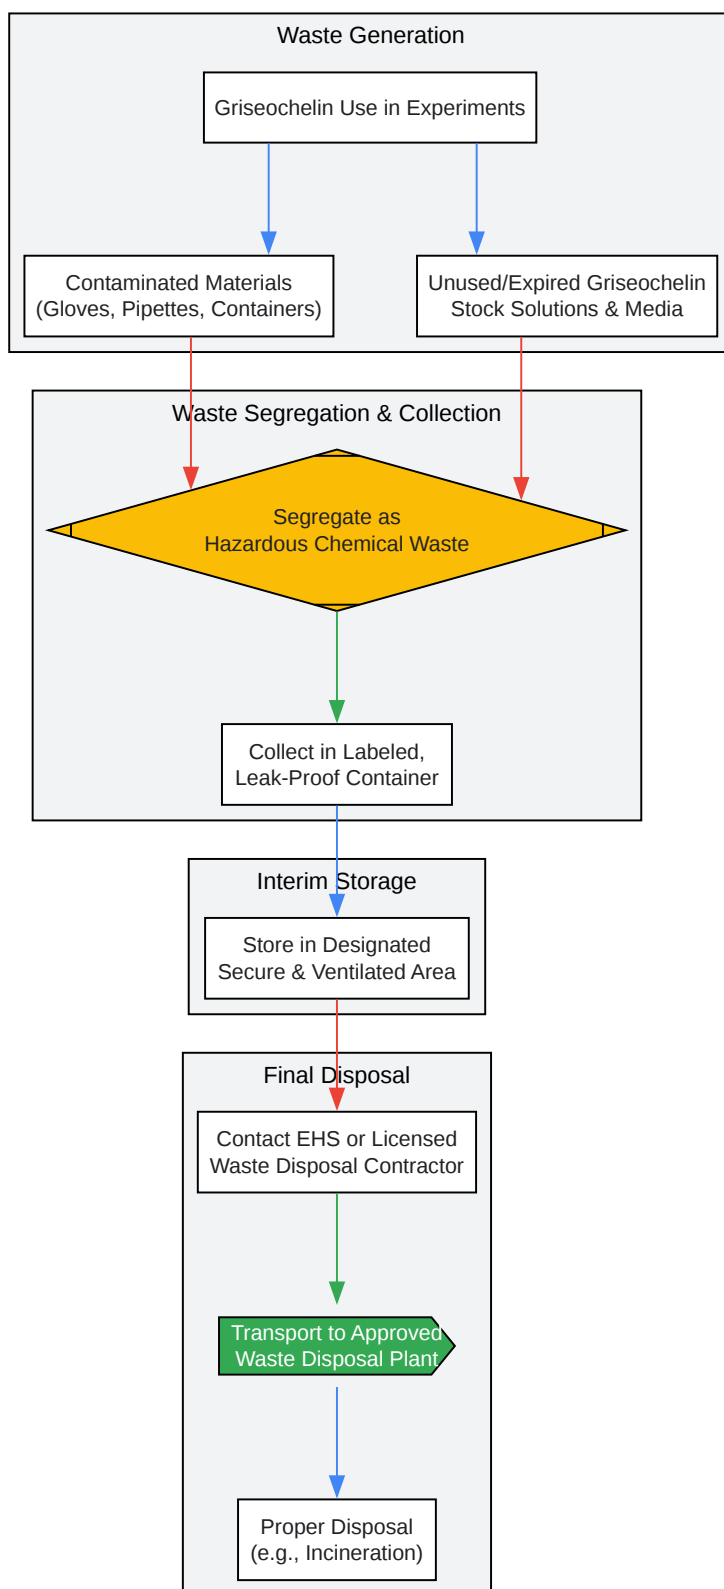 Waste Generation
Griseochelin Use in Experiments
Contaminated Materials
(Gloves, Pipettes, Containers)
Unused/Expired Griseochelin
Stock Solutions & Media
Waste Segregation & Collection
Segregate as
Hazardous Chemical Waste
Collect in Labeled,
Leak-Proof Container
Interim Storage
Store in Designated
Secure & Ventilated Area
Final Disposal
Contact EHS or Licensed
Waste Disposal Contractor
Transport to Approved
Waste Disposal Plant
Proper Disposal
(e.g., Incineration)